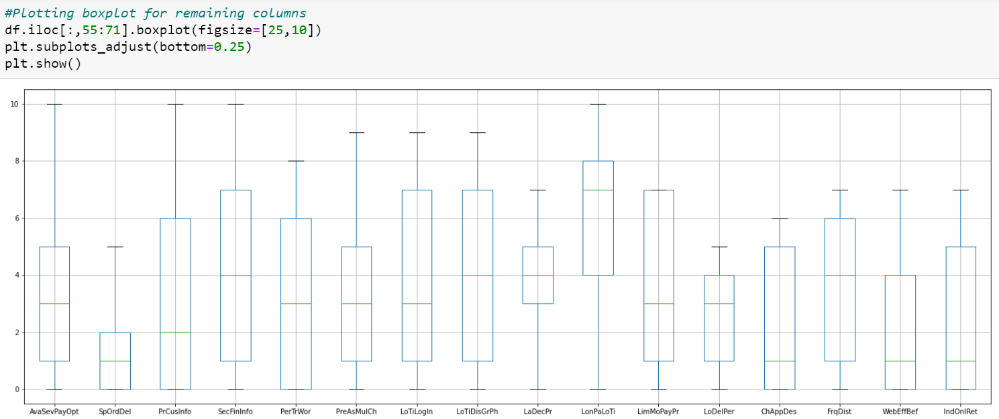 #Plotting boxplot for remaining columns
df.iloc[:,55:71].boxplot(figsize=[25,10])
plt.subplots_adjust(bottom=0.25)
plt.show()
10
8
6
4
2
0
AvaSevPayOpt SpOrdDel PrCusInfo SecFinInfo PerTrWor PreAsMulCh LoTiLogIn LoTiDisGrPh LaDecPr LonPaLoTi LimMoPayPr LoDelPer ChAppDes FrqDist WebEffBef IndOnlRet